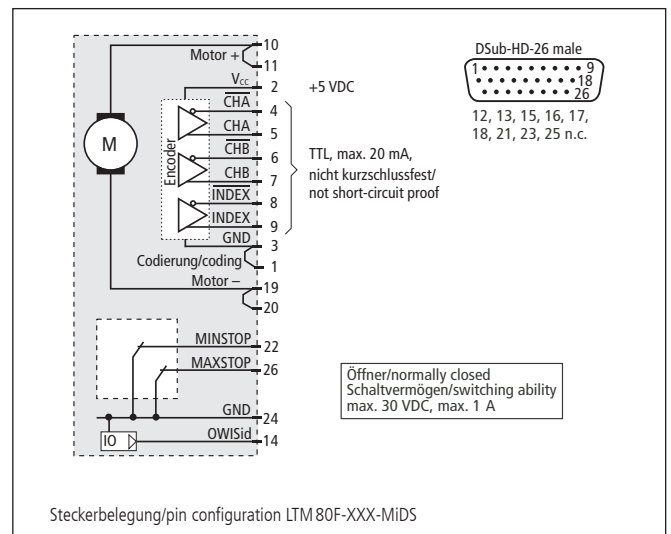 Motor + 10
11
Vcc 2 +5 VDC
CHA 4
CHA 5
CHB 6
CHB 7
INDEX 8
INDEX 9
GND 3
Codierung/coding 1
Motor – 19
20
M
Encoder
TTL, max. 20 mA,
nicht kurzschlussfest/
not short-circuit proof
DSub-HD-26 male
1 9
18
26
12, 13, 15, 16, 17,
18, 21, 23, 25 n.c.
MINSTOP 22
MAXSTOP 26
GND 24
IO OWISid 14
Öffner/normally closed
Schaltvermögen/switching ability
max. 30 VDC, max. 1 A
Steckerbelegung/pin configuration LTM 80F-XXX-MiDS